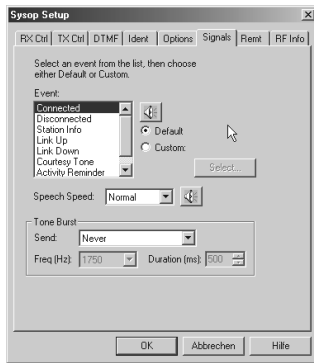 Sysop Setup
RX Ctrl TX Ctrl DTMF Ident Options Signals Remt RF Info
Select an event from the list, then choose
either Default or Custom.
Event:
Connected
Disconnected
Station Info
Link Up
Link Down
Courtesy Tone
Activity Reminder
Default
Custom:
Select...
Speech Speed: Normal
Tone Burst
Send: Never
Freq (Hz): 1750 Duration (ms): 500
OK Abbrechen Hilfe